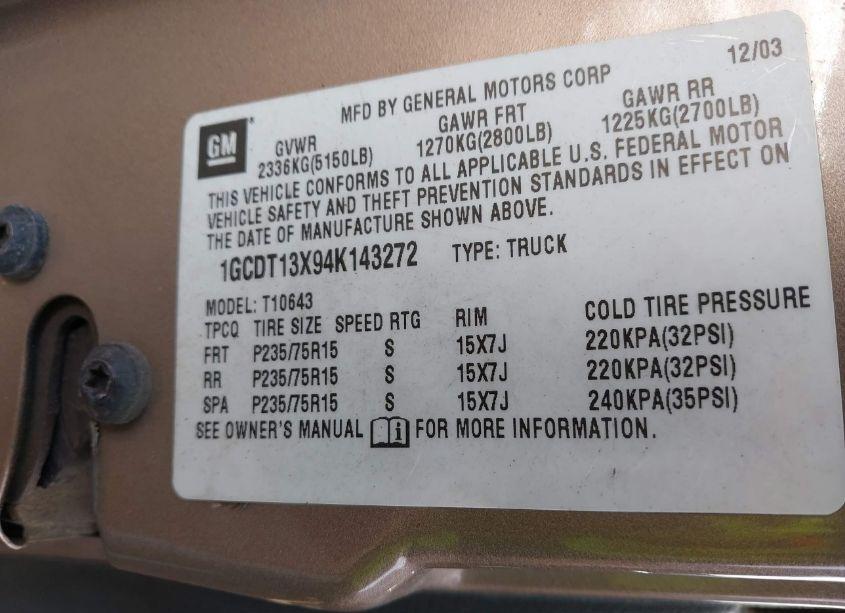 12/03
MFD BY GENERAL MOTORS CORP
GM
GVWR GAWR FRT GAWR RR
2336KG(5150LB) 1270KG(2800LB) 1225KG(2700LB)
THIS VEHICLE CONFORMS TO ALL APPLICABLE U.S. FEDERAL MOTOR
VEHICLE SAFETY AND THEFT PREVENTION STANDARDS IN EFFECT ON
THE DATE OF MANUFACTURE SHOWN ABOVE.
1GCDT13X94K143272 TYPE: TRUCK
MODEL: T10643
TPCQ TIRE SIZE SPEED RTG RIM COLD TIRE PRESSURE
FRT P235/75R15 S 15X7J 220KPA(32PSI)
RR P235/75R15 S 15X7J 220KPA(32PSI)
SPA P235/75R15 S 15X7J 240KPA(35PSI)
SEE OWNER'S MANUAL i FOR MORE INFORMATION.